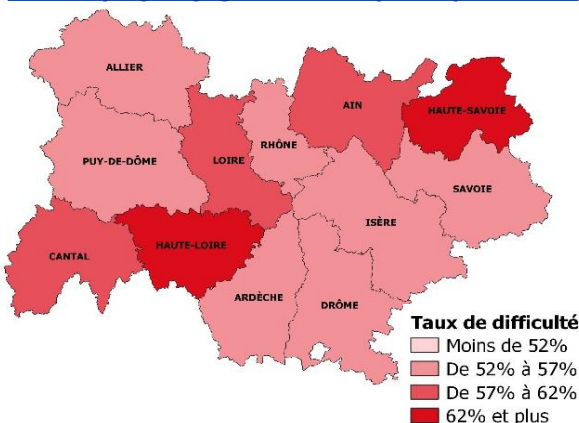 ALLIER
AIN
HAUTE-SAVOIE
RHÔNE
PUY-DE-DÔME
LOIRE
SAVOIE
ISÈRE
HAUTE-LOIRE
CANTAL
ARDÈCHE
DRÔME
Taux de difficulté
Moins de 52%
De 52% à 57%
De 57% à 62%
62% et plus